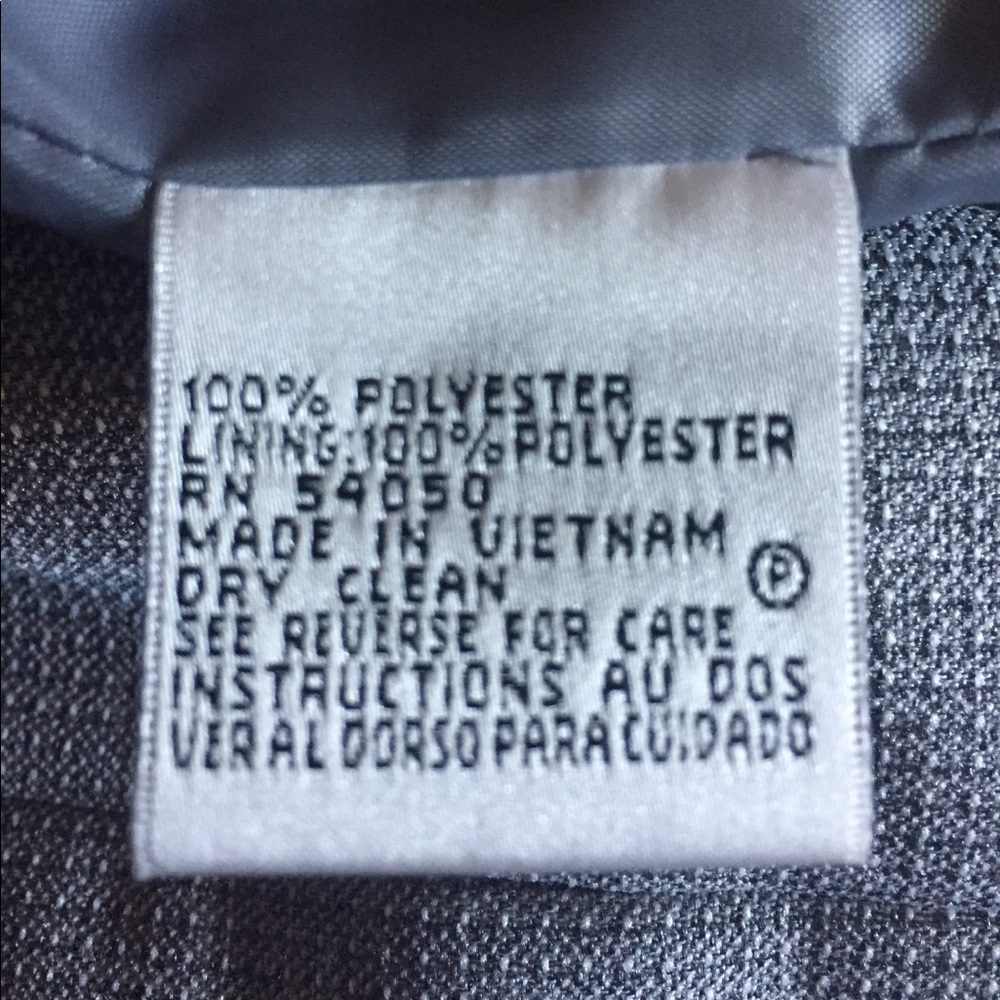 100% POLYESTER
LINING:100%POLYESTER
RN 54050
MADE IN VIETNAM
DRY CLEAN Ⓟ
SEE REVERSE FOR CARE
INSTRUCTIONS AU DOS
VER AL DORSO PARA CUIDADO